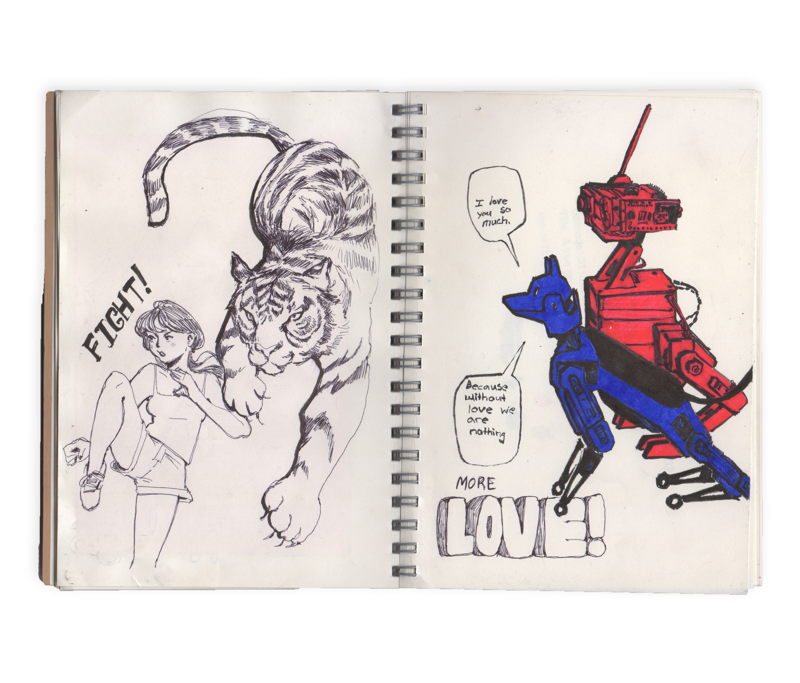 FIGHT!
I love
you so
much.
Because
without
love we
are
nothing
MORE
LOVE!